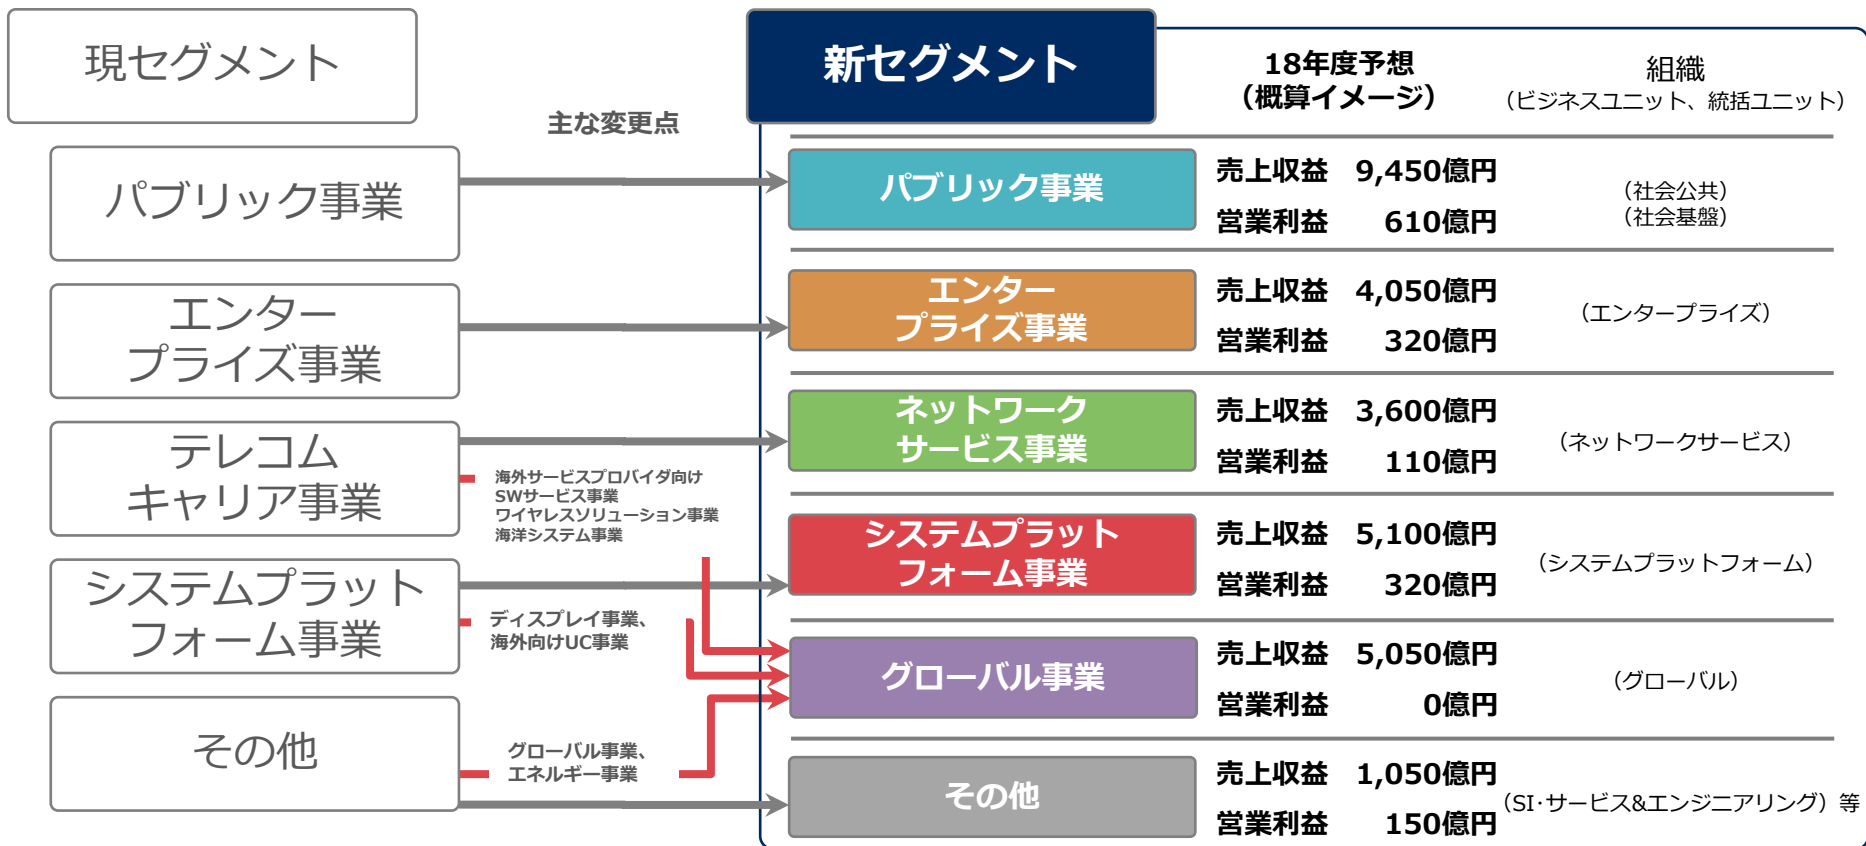 現セグメント
主な変更点
新セグメント
18年度予想
（概算イメージ）
組織
（ビジネスユニット、統括ユニット）
パブリック事業
パブリック事業
売上収益 9,450億円
営業利益 610億円
（社会公共）
（社会基盤）
エンター
プライズ事業
エンター
プライズ事業
売上収益 4,050億円
営業利益 320億円
（エンタープライズ）
テレコム
キャリア事業
海外サービスプロバイダ向け
SWサービス事業
ワイヤレスソリューション事業
海洋システム事業
ネットワーク
サービス事業
売上収益 3,600億円
営業利益 110億円
（ネットワークサービス）
システムプラット
フォーム事業
ディスプレイ事業、
海外向けUC事業
システムプラット
フォーム事業
売上収益 5,100億円
営業利益 320億円
（システムプラットフォーム）
グローバル事業
売上収益 5,050億円
営業利益 0億円
（グローバル）
その他
グローバル事業、
エネルギー事業
その他
売上収益 1,050億円
営業利益 150億円
（SI･サービス&エンジニアリング）等